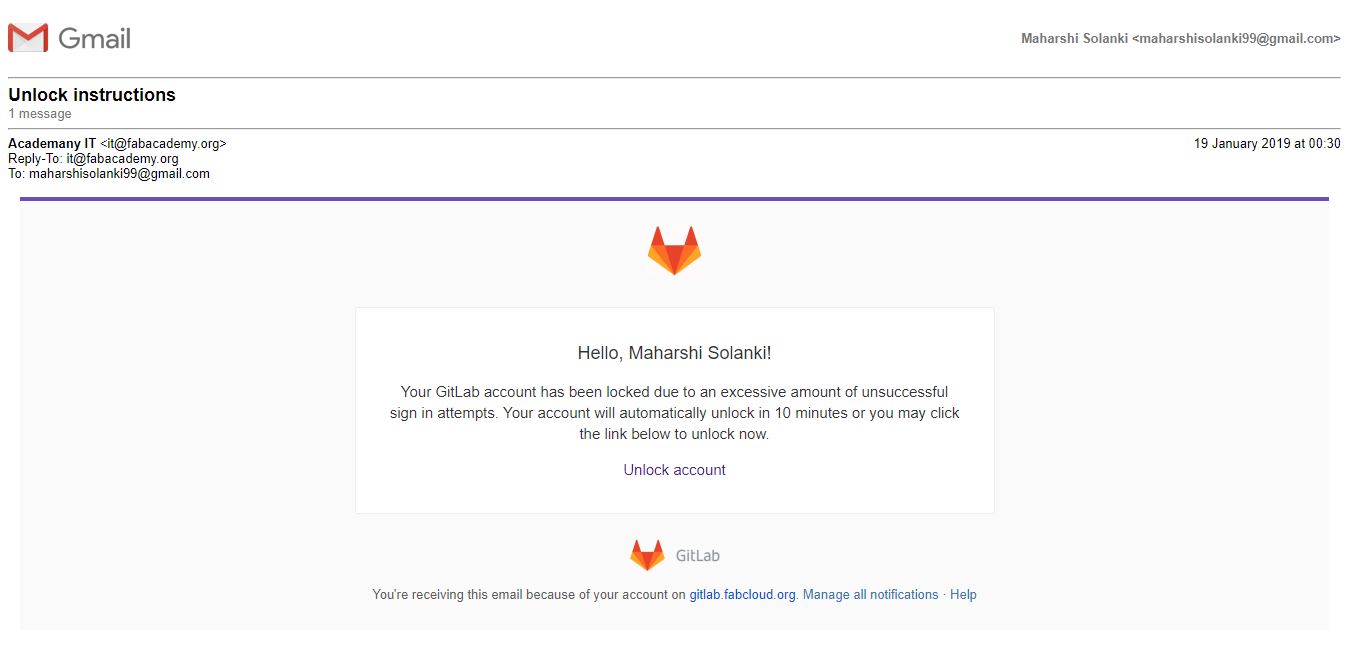 Gmail
Maharshi Solanki <maharshisolanki99@gmail.com>
Unlock instructions
1 message
Academany IT <it@fabacademy.org>
19 January 2019 at 00:30
Reply-To: it@fabacademy.org
To: maharshisolanki99@gmail.com
Hello, Maharshi Solanki!
Your GitLab account has been locked due to an excessive amount of unsuccessful
sign in attempts. Your account will automatically unlock in 10 minutes or you may click
the link below to unlock now.
Unlock account
GitLab
You're receiving this email because of your account on gitlab.fabcloud.org. Manage all notifications · Help